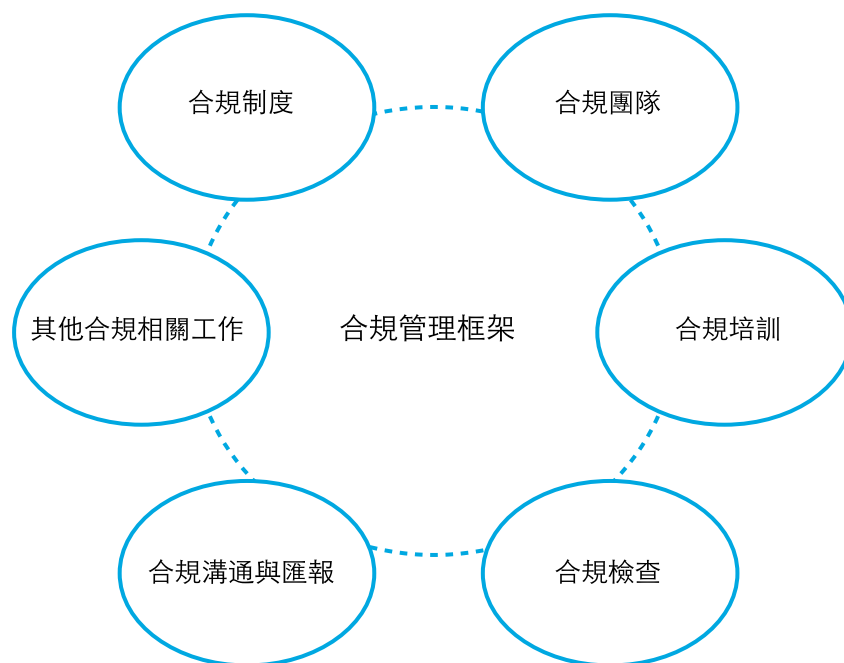 合規制度
合規團隊
其他合規相關工作
合規管理框架
合規培訓
合規溝通與匯報
合規檢查